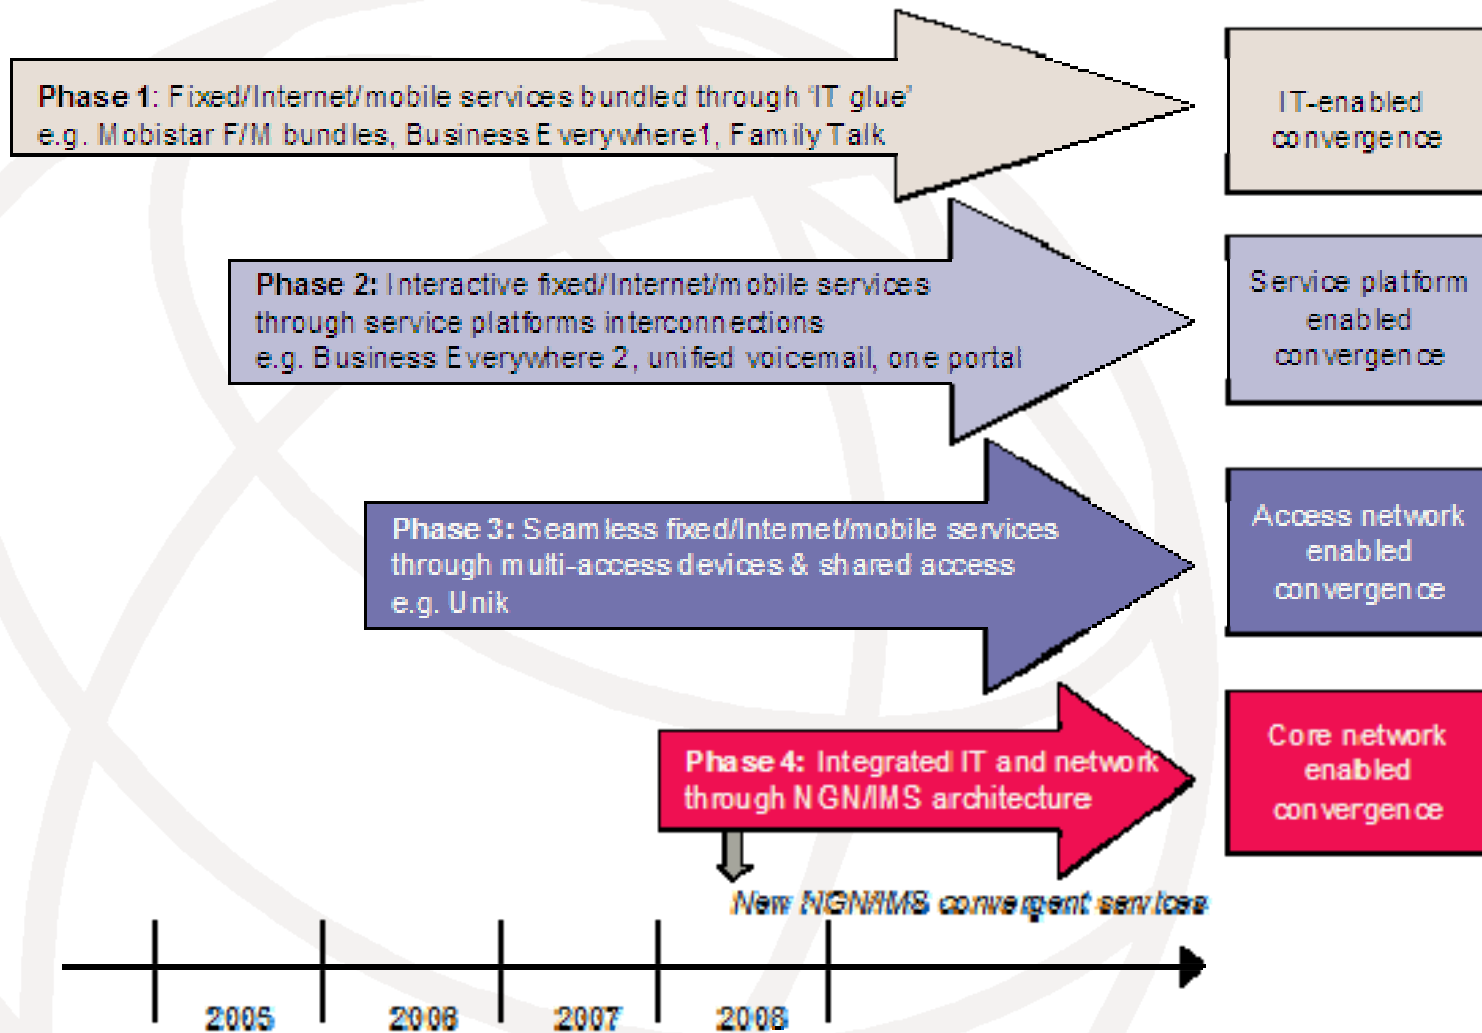 Phase 1: Fixed/Internet/mobile services bundled through 'IT glue'
e.g. Mobistar F/M bundles, Business Everywhere1, Family Talk
IT-enabled
convergence
Phase 2: Interactive fixed/Internet/mobile services
through service platforms interconnections
e.g. Business Everywhere 2, unified voicemail, one portal
Service platform
enabled
convergence
Phase 3: Seamless fixed/Internet/mobile services
through multi-access devices & shared access
e.g. Unik
Access network
enabled
convergence
Phase 4: Integrated IT and network
through NGN/IMS architecture
Core network
enabled
convergence
New NGN/IMS convergent services
2005 2006 2007 2008